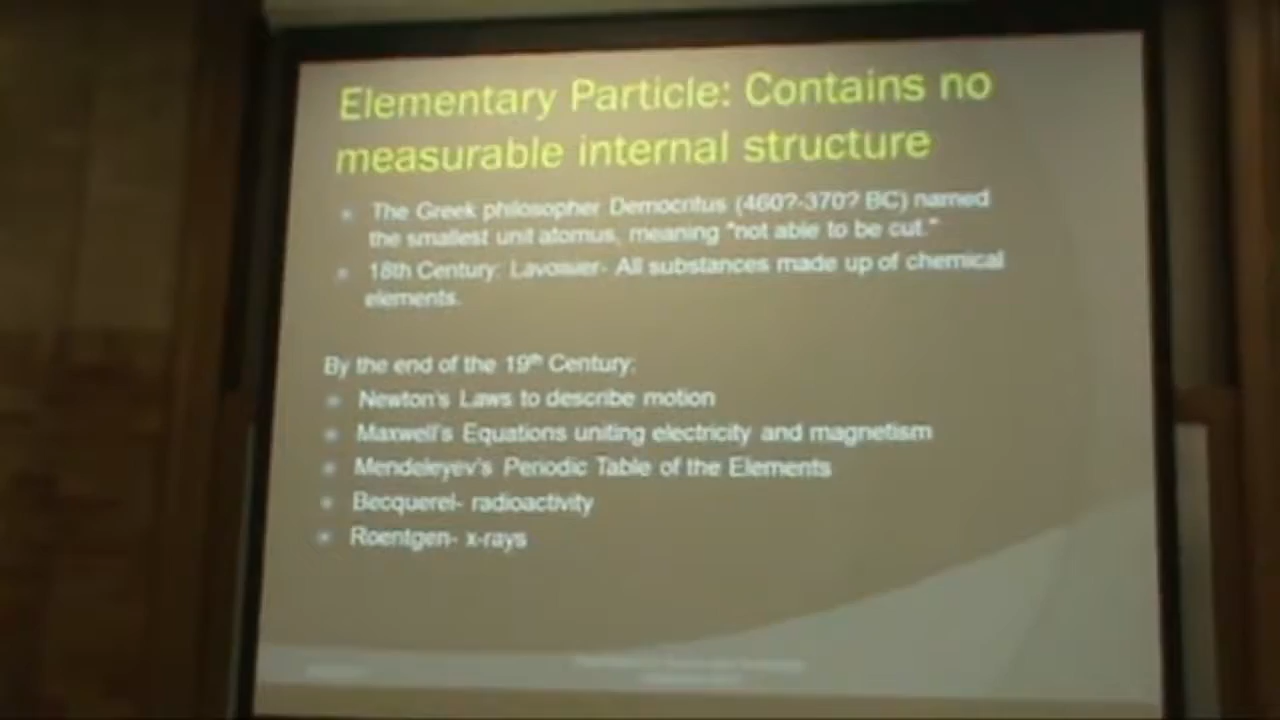 Elementary Particle: Contains no
measurable internal structure
The Greek philosopher Democritus (460?-370? BC) named
the smallest unit atomus, meaning "not able to be cut."
18th Century: Lavoisier- All substances made up of chemical
elements.
By the end of the 19th Century:
Newton's Laws to describe motion
Maxwell's Equations uniting electricity and magnetism
Mendeleyev's Periodic Table of the Elements
Becquerel- radioactivity
Roentgen- x-rays